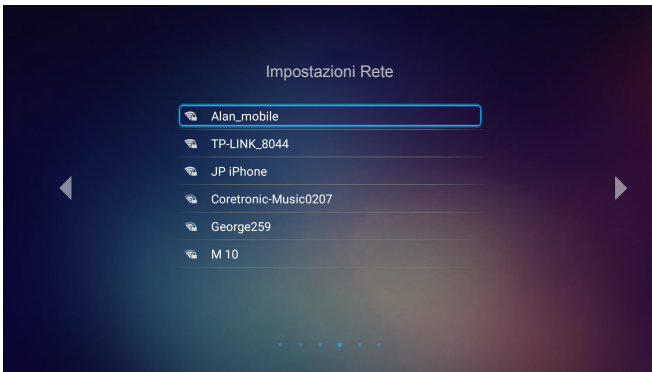 Impostazioni Rete
Alan_mobile
TP-LINK_8044
JP iPhone
Coretronic-Music0207
George259
M 10